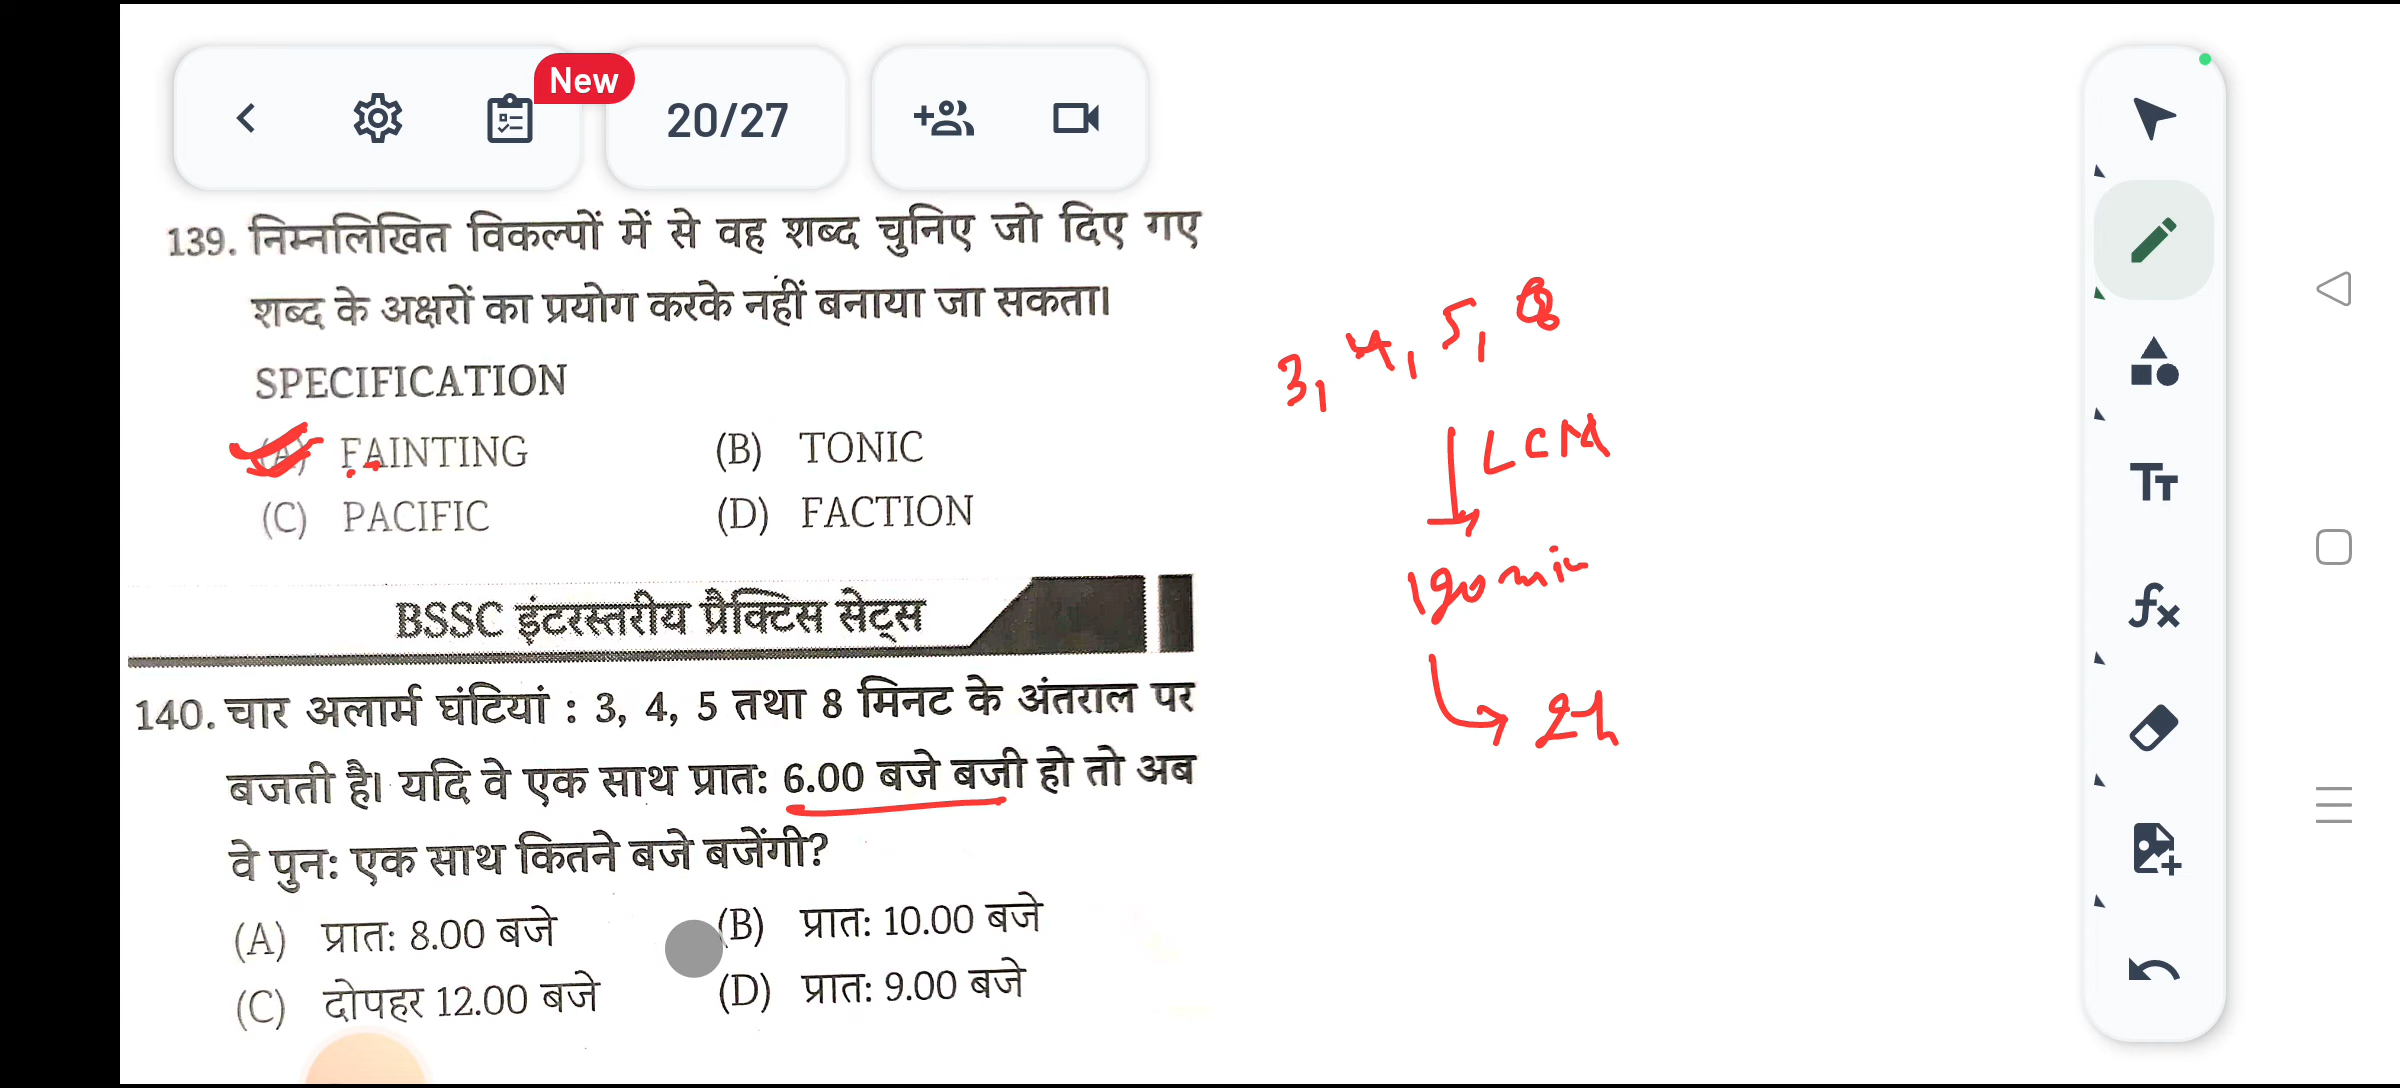 New
20/27
139. निम्नलिखित विकल्पों में से वह शब्द चुनिए जो दिए गए
शब्द के अक्षरों का प्रयोग करके नहीं बनाया जा सकता।
SPECIFICATION
(A) FAINTING (B) TONIC
(C) PACIFIC (D) FACTION
BSSC इंटरस्तरीय प्रैक्टिस सेट्स
140. चार अलार्म घंटियां : 3, 4, 5 तथा 8 मिनट के अंतराल पर
बजती है। यदि वे एक साथ प्रातः 6.00 बजे बजी हो तो अब
वे पुनः एक साथ कितने बजे बजेंगी?
(A) प्रातः 8.00 बजे (B) प्रातः 10.00 बजे
(C) दोपहर 12.00 बजे (D) प्रातः 9.00 बजे
3, 4, 5, 8
LCM
120 min
2h
Tт
fx